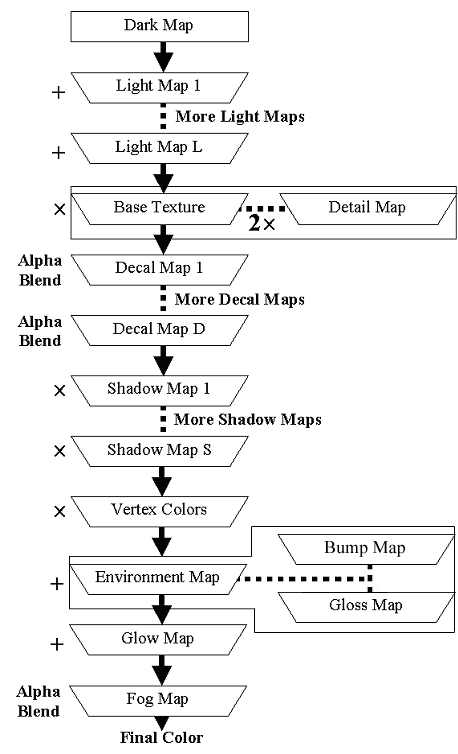 Dark Map
+
Light Map 1
More Light Maps
+
Light Map L
×
Base Texture
2×
Detail Map
Alpha
Blend
Decal Map 1
More Decal Maps
Alpha
Blend
Decal Map D
×
Shadow Map 1
More Shadow Maps
×
Shadow Map S
×
Vertex Colors
Bump Map
+
Environment Map
Gloss Map
+
Glow Map
Alpha
Blend
Fog Map
Final Color